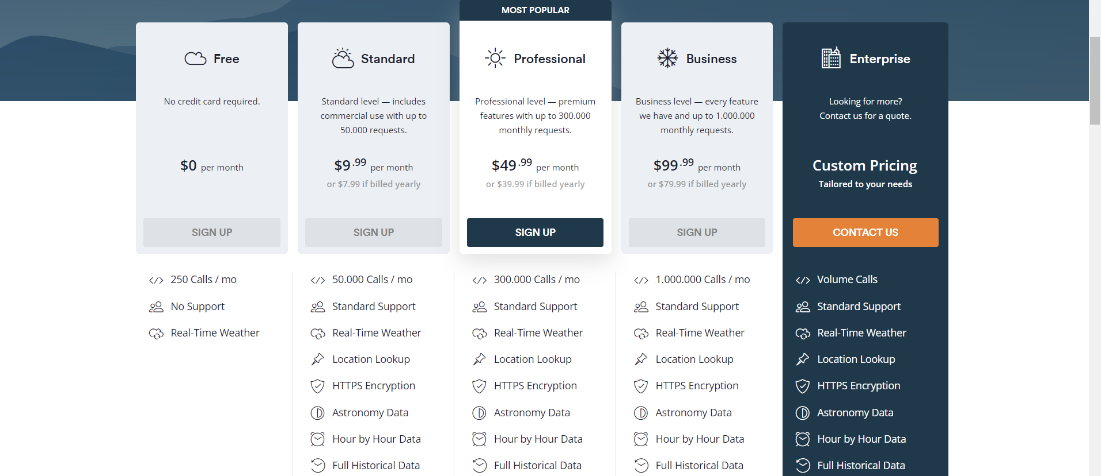 MOST POPULAR
Free
No credit card required.
$0 per month
SIGN UP
250 Calls / mo
No Support
Real-Time Weather
Standard
Standard level — includes
commercial use with up to
50.000 requests.
$9.99 per month
or $7.99 if billed yearly
SIGN UP
50.000 Calls / mo
Standard Support
Real-Time Weather
Location Lookup
HTTPS Encryption
Astronomy Data
Hour by Hour Data
Full Historical Data
Professional
Professional level — premium
features with up to 300.000
monthly requests.
$49.99 per month
or $39.99 if billed yearly
SIGN UP
300.000 Calls / mo
Standard Support
Real-Time Weather
Location Lookup
HTTPS Encryption
Astronomy Data
Hour by Hour Data
Full Historical Data
Business
Business level — every feature
we have and up to 1.000.000
monthly requests.
$99.99 per month
or $79.99 if billed yearly
SIGN UP
1.000.000 Calls / mo
Standard Support
Real-Time Weather
Location Lookup
HTTPS Encryption
Astronomy Data
Hour by Hour Data
Full Historical Data
Enterprise
Looking for more?
Contact us for a quote.
Custom Pricing
Tailored to your needs
CONTACT US
Volume Calls
Standard Support
Real-Time Weather
Location Lookup
HTTPS Encryption
Astronomy Data
Hour by Hour Data
Full Historical Data